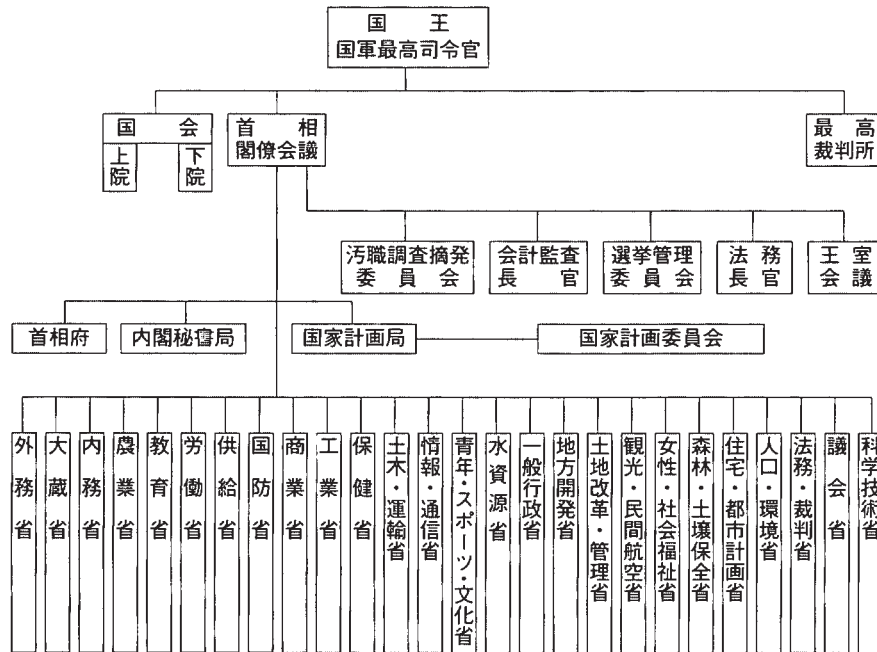 国王
国軍最高司令官
国会
上院
下院
首相
閣僚会議
最高
裁判所
汚職調査摘発
委員会
会計監査
長官
選挙管理
委員会
法務
長官
王室
会議
首相府
内閣秘書局
国家計画局
国家計画委員会
外務省
大蔵省
内務省
農業省
教育省
労働省
供給省
国防省
商業省
工業省
保健省
土木・運輸省
情報・通信省
青年・スポーツ・文化省
水資源省
一般行政省
地方開発省
土地改革・管理省
観光・民間航空省
女性・社会福祉省
森林・土壌保全省
住宅・都市計画省
人口・環境省
法務・裁判省
議会省
科学技術省